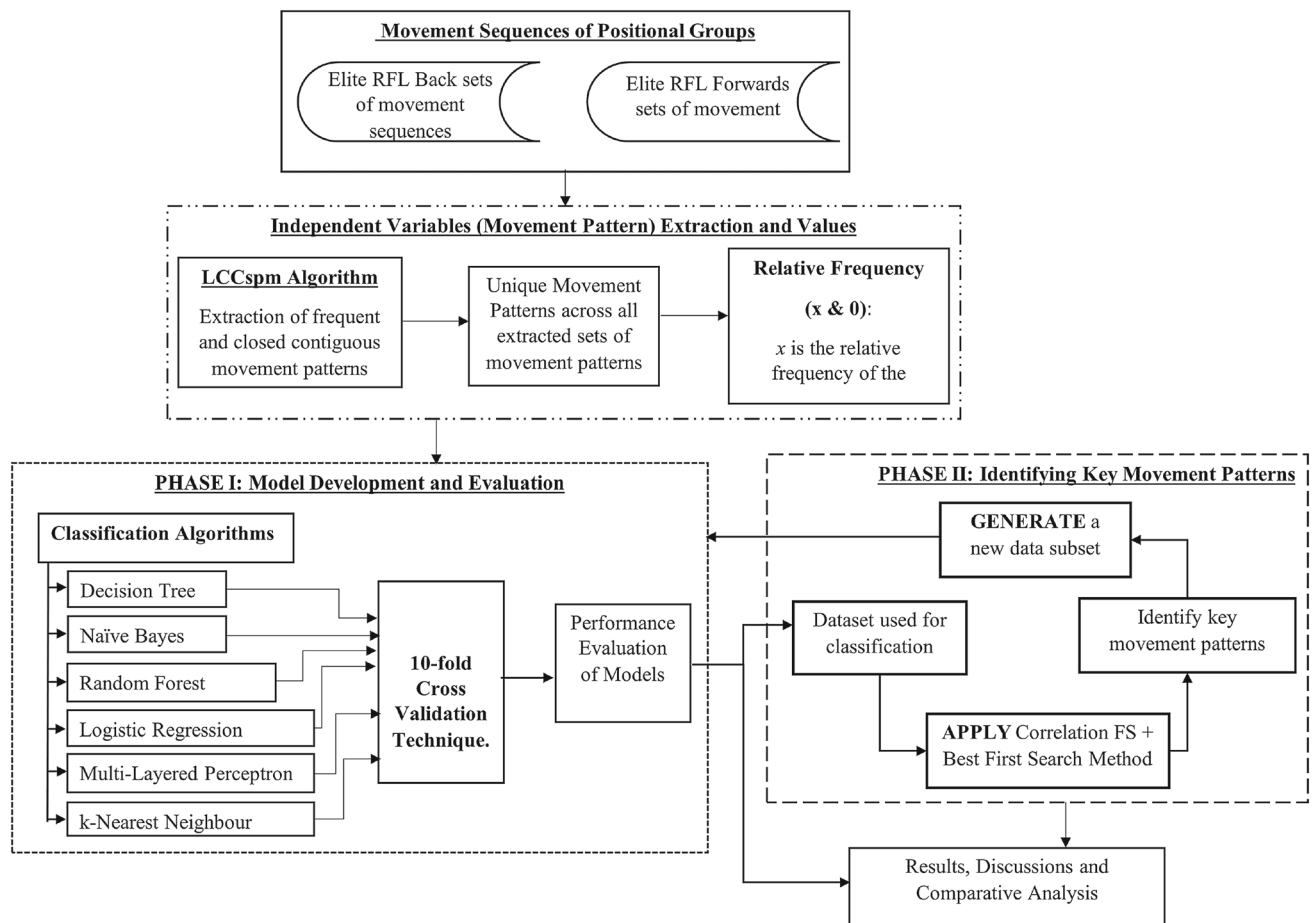 Movement Sequences of Positional Groups
Elite RFL Back sets
of movement
sequences
Elite RFL Forwards
sets of movement
Independent Variables (Movement Pattern) Extraction and Values
LCCspm Algorithm
Extraction of frequent
and closed contiguous
movement patterns
Unique Movement
Patterns across all
extracted sets of
movement patterns
Relative Frequency
(x & 0):
x is the relative
frequency of the
PHASE I: Model Development and Evaluation
Classification Algorithms
Decision Tree
Naïve Bayes
Random Forest
Logistic Regression
Multi-Layered Perceptron
k-Nearest Neighbour
10-fold
Cross
Validation
Technique.
Performance
Evaluation
of Models
PHASE II: Identifying Key Movement Patterns
GENERATE a
new data subset
Dataset used for
classification
Identify key
movement patterns
APPLY Correlation FS +
Best First Search Method
Results, Discussions and
Comparative Analysis